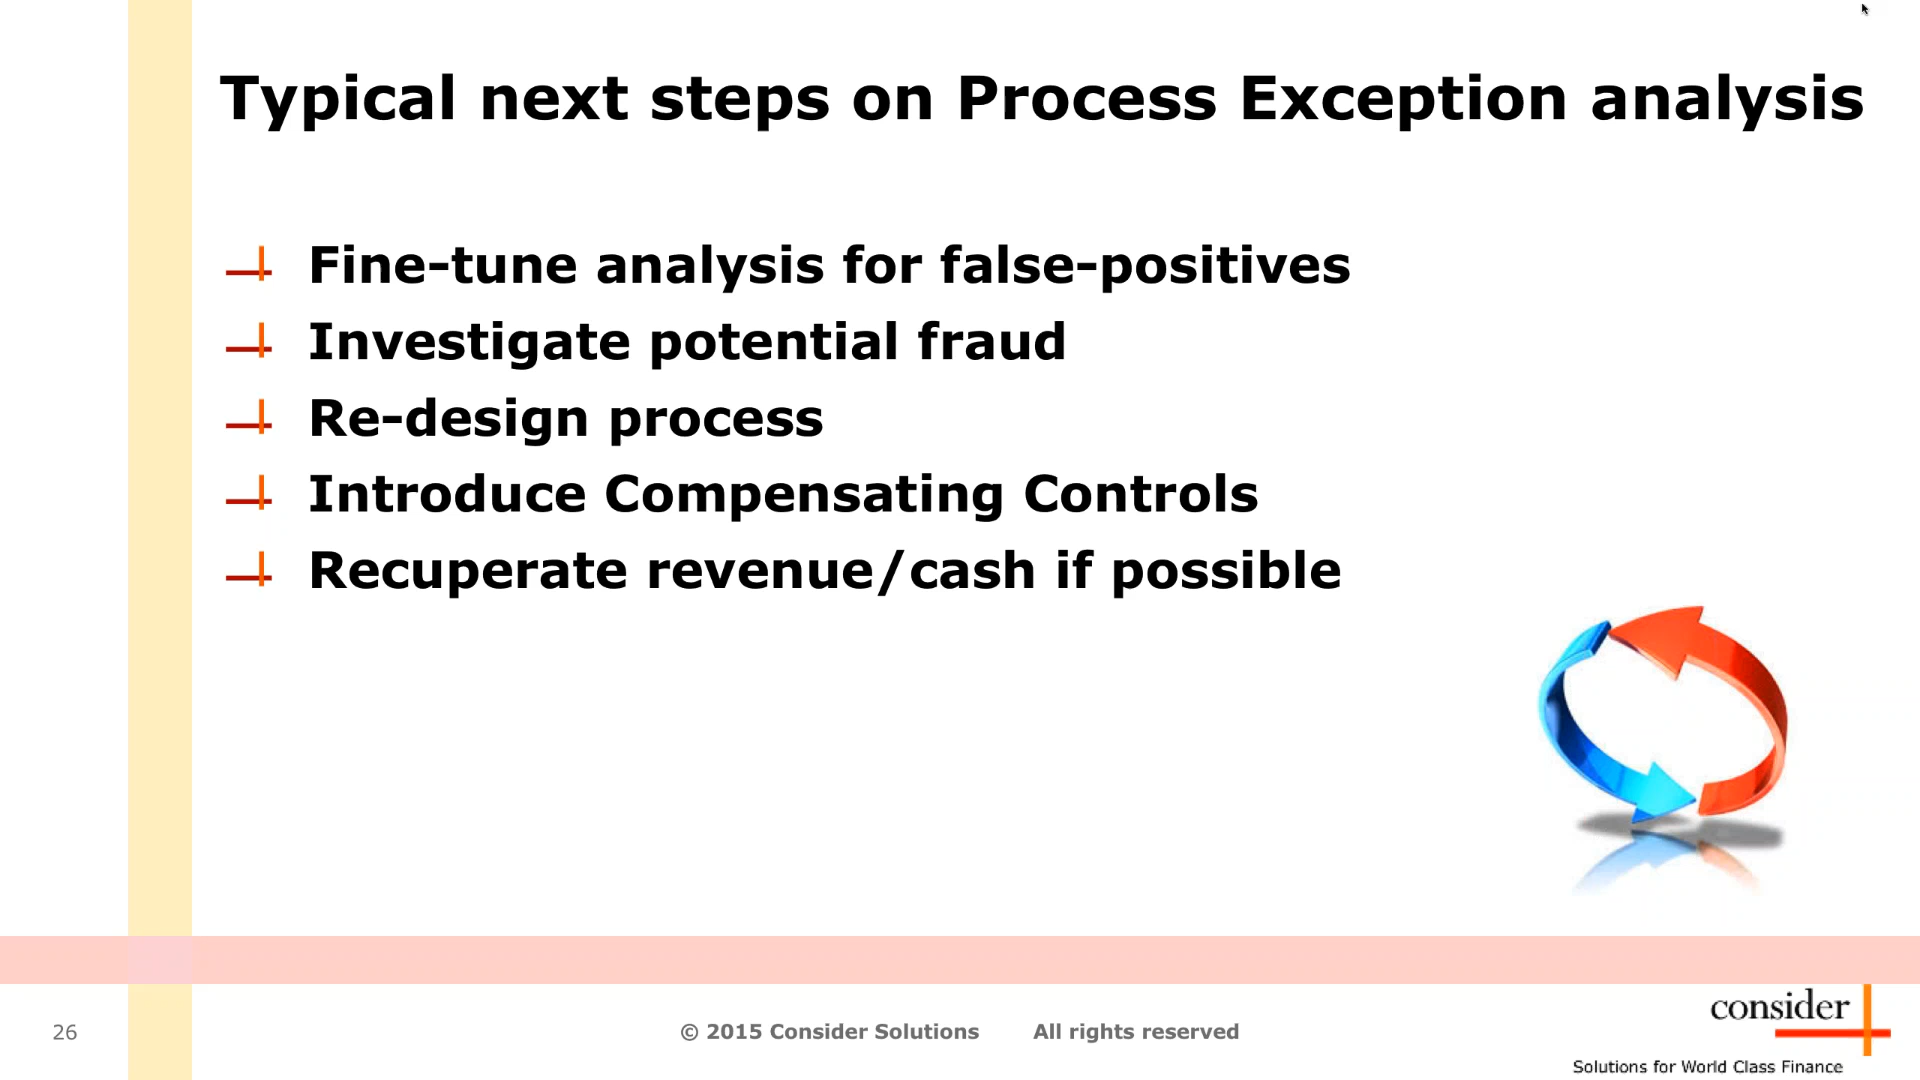 Typical next steps on Process Exception analysis
Fine-tune analysis for false-positives
Investigate potential fraud
Re-design process
Introduce Compensating Controls
Recuperate revenue/cash if possible
26
© 2015 Consider Solutions All rights reserved
consider
Solutions for World Class Finance